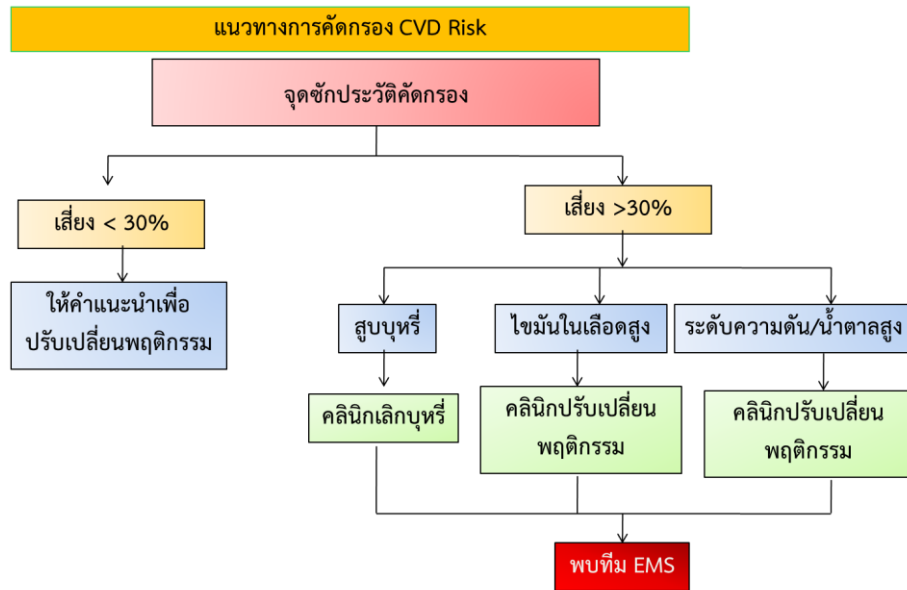 แนวทางการคัดกรอง CVD Risk
จุดซักประวัติคัดกรอง
เสี่ยง < 30%
เสี่ยง >30%
ให้คำแนะนำเพื่อ
ปรับเปลี่ยนพฤติกรรม
สูบบุหรี่
ไขมันในเลือดสูง
ระดับความดัน/น้ำตาลสูง
คลินิกเลิกบุหรี่
คลินิกปรับเปลี่ยน
พฤติกรรม
คลินิกปรับเปลี่ยน
พฤติกรรม
พบทีม EMS